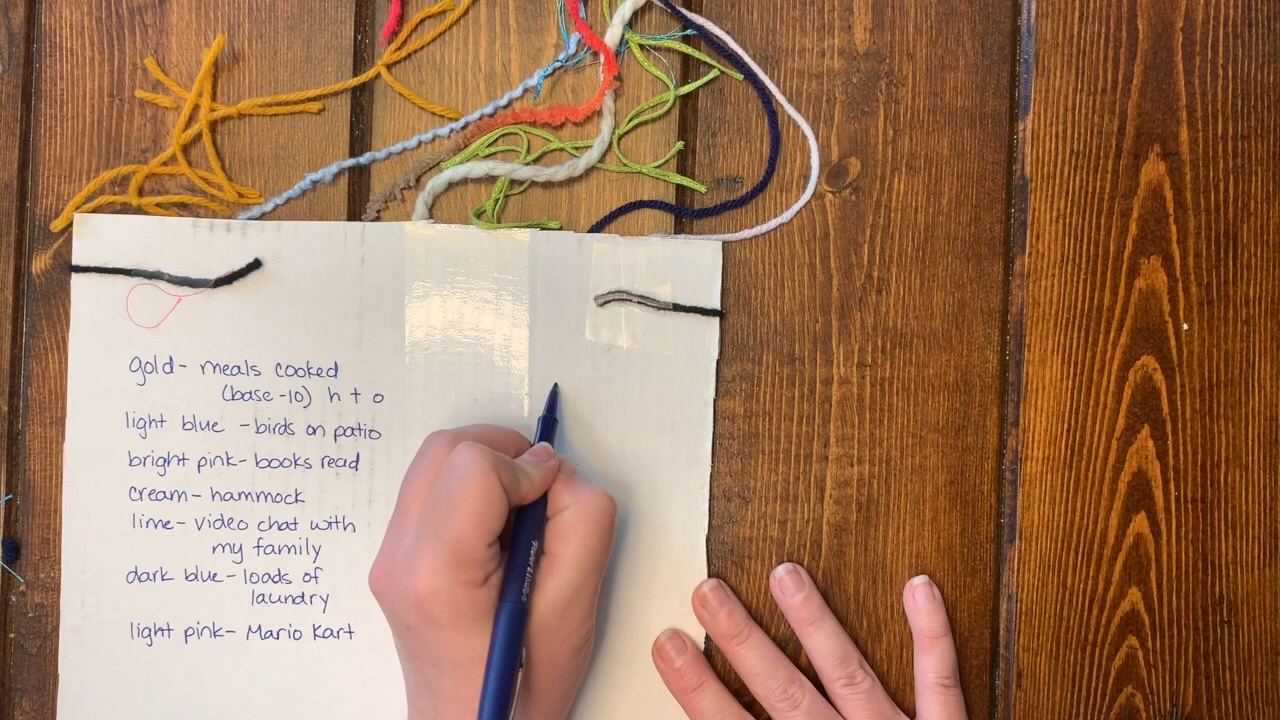 gold- meals cooked
(base-10) h t o
light blue -birds on patio
bright pink- books read
cream- hammock
lime- video chat with
my family
dark blue- loads of
laundry
light pink- Mario Kart